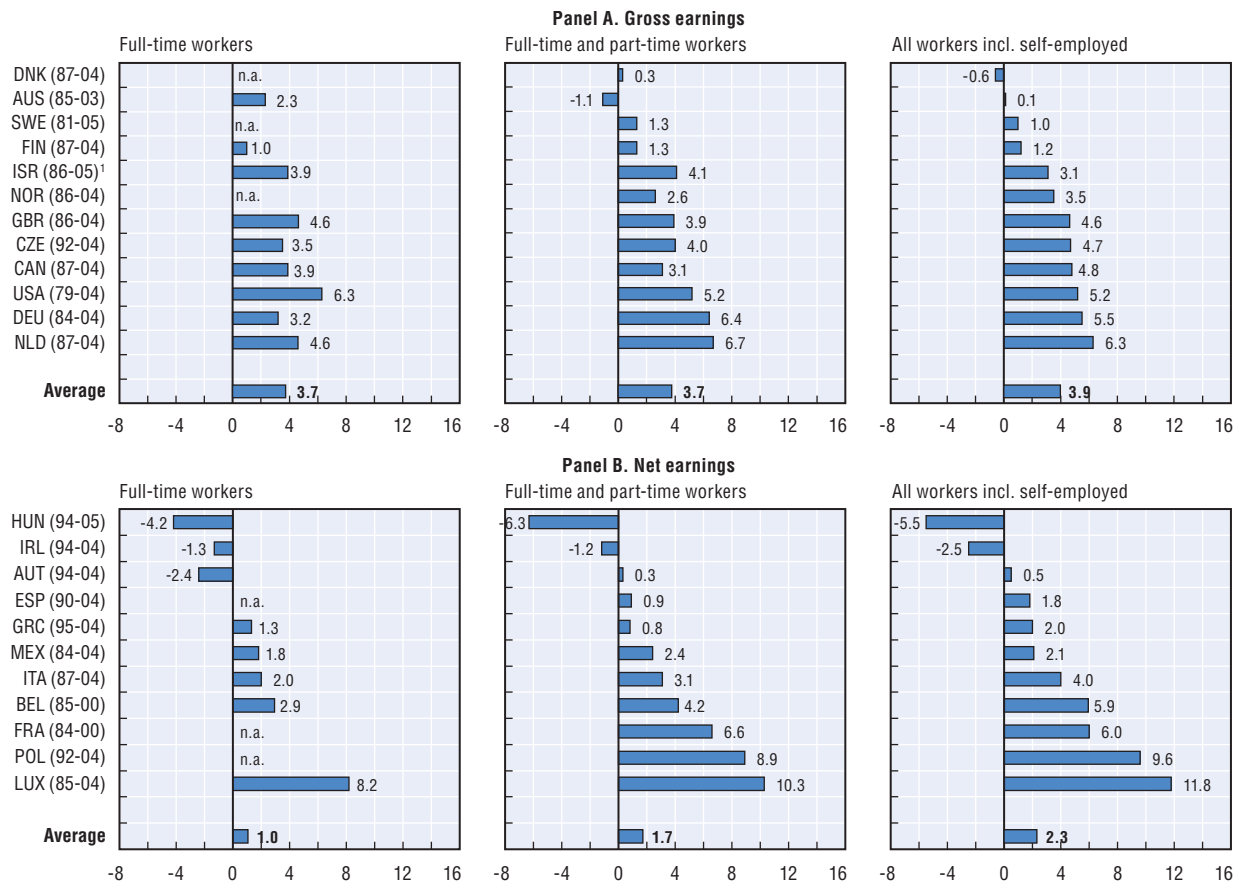 Panel A. Gross earnings
Full-time workers Full-time and part-time workers All workers incl. self-employed
DNK (87-04) n.a. 0.3 -0.6
AUS (85-03) 2.3 -1.1 0.1
SWE (81-05) n.a. 1.3 1.0
FIN (87-04) 1.0 1.3 1.2
ISR (86-05)¹ 3.9 4.1 3.1
NOR (86-04) n.a. 2.6 3.5
GBR (86-04) 4.6 3.9 4.6
CZE (92-04) 3.5 4.0 4.7
CAN (87-04) 3.9 3.1 4.8
USA (79-04) 6.3 5.2 5.2
DEU (84-04) 3.2 6.4 5.5
NLD (87-04) 4.6 6.7 6.3
Average 3.7 3.7 3.9
-8 -4 0 4 8 12 16 -8 -4 0 4 8 12 16 -8 -4 0 4 8 12 16
Panel B. Net earnings
Full-time workers Full-time and part-time workers All workers incl. self-employed
HUN (94-05) -4.2 -6.3 -5.5
IRL (94-04) -1.3 -1.2 -2.5
AUT (94-04) -2.4 0.3 0.5
ESP (90-04) n.a. 0.9 1.8
GRC (95-04) 1.3 0.8 2.0
MEX (84-04) 1.8 2.4 2.1
ITA (87-04) 2.0 3.1 4.0
BEL (85-00) 2.9 4.2 5.9
FRA (84-00) n.a. 6.6 6.0
POL (92-04) n.a. 8.9 9.6
LUX (85-04) 8.2 10.3 11.8
Average 1.0 1.7 2.3
-8 -4 0 4 8 12 16 -8 -4 0 4 8 12 16 -8 -4 0 4 8 12 16